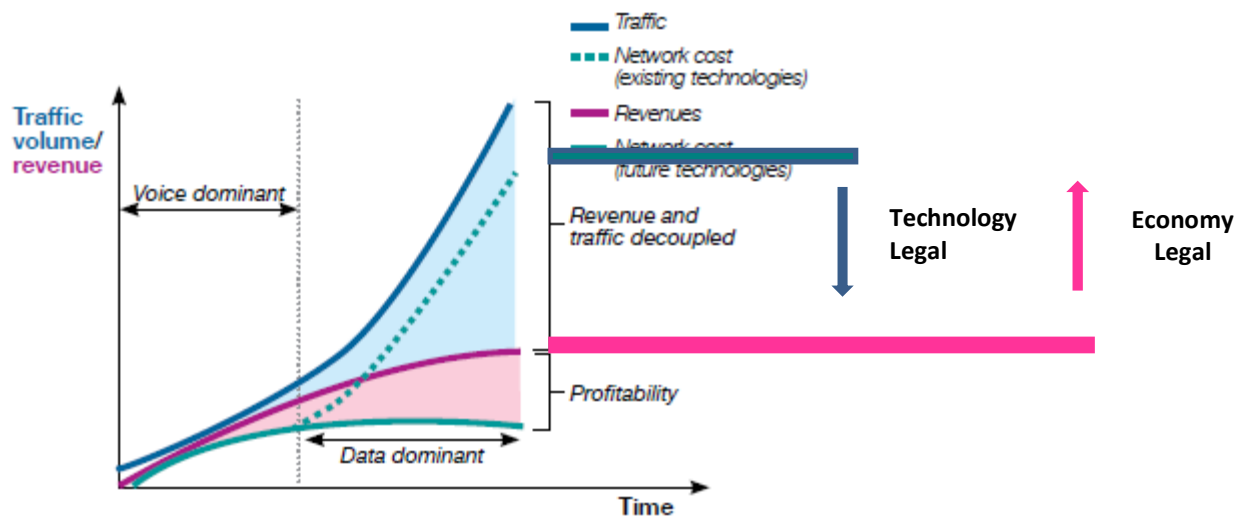 Traffic
Network cost
(existing technologies)
Revenues
Network cost
(future technologies)
Traffic
volume/
revenue
Voice dominant
Revenue and
traffic decoupled
Technology
Legal
Economy
Legal
Profitability
Data dominant
Time